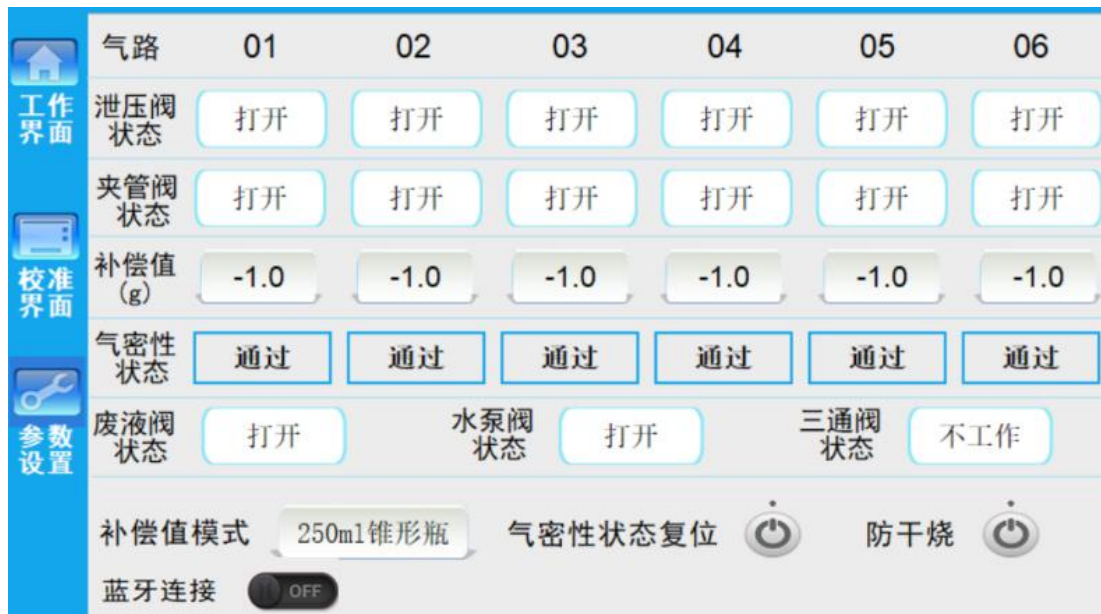 气路 01 02 03 04 05 06
工作
界面
泄压阀
状态
打开 打开 打开 打开 打开 打开
夹管阀
状态
打开 打开 打开 打开 打开 打开
校准
界面
补偿值
(g)
-1.0 -1.0 -1.0 -1.0 -1.0 -1.0
气密性
状态
通过 通过 通过 通过 通过 通过
参数
设置
废液阀
状态
打开
水泵阀
状态
打开
三通阀
状态
不工作
补偿值模式 250ml锥形瓶 气密性状态复位 防干烧
蓝牙连接 OFF